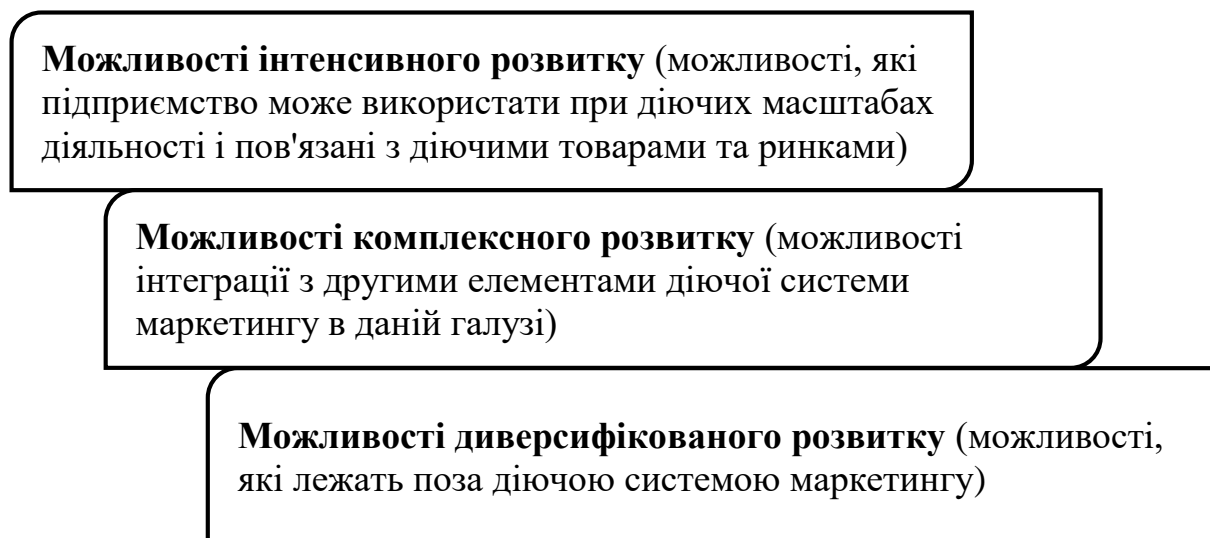 Можливості інтенсивного розвитку (можливості, які
підприємство може використати при діючих масштабах
діяльності і пов'язані з діючими товарами та ринками)
Можливості комплексного розвитку (можливості
інтеграції з другими елементами діючої системи
маркетингу в даній галузі)
Можливості диверсифікованого розвитку (можливості,
які лежать поза діючою системою маркетингу)